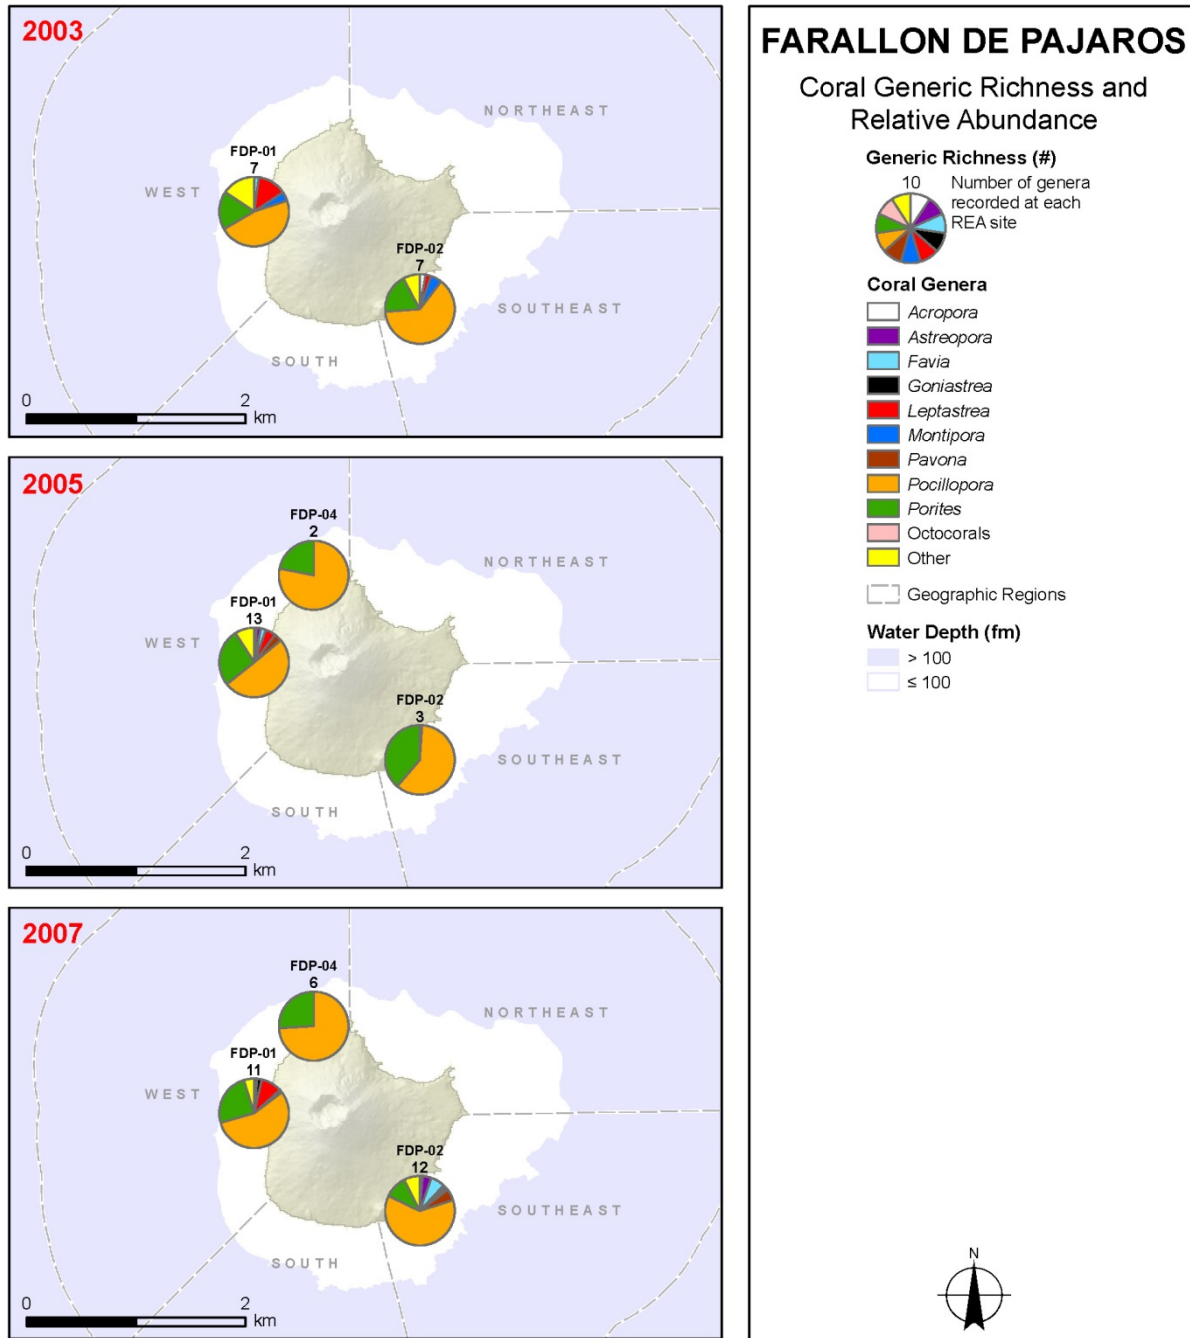 2003
NORTHEAST
FDP-01
7
WEST
FDP-02
7
SOUTHEAST
SOUTH
0 2
km
2005
FDP-04
2
NORTHEAST
FDP-01
13
WEST
FDP-02
3
SOUTHEAST
SOUTH
0 2
km
2007
FDP-04
6
NORTHEAST
FDP-01
11
WEST
FDP-02
12
SOUTHEAST
SOUTH
0 2
km
FARALLON DE PAJAROS
Coral Generic Richness and
Relative Abundance
Generic Richness (#)
10
Number of genera
recorded at each
REA site
Coral Genera
Acropora
Astreopora
Favia
Goniastrea
Leptastrea
Montipora
Pavona
Pocillopora
Porites
Octocorals
Other
Geographic Regions
Water Depth (fm)
> 100
≤ 100
N